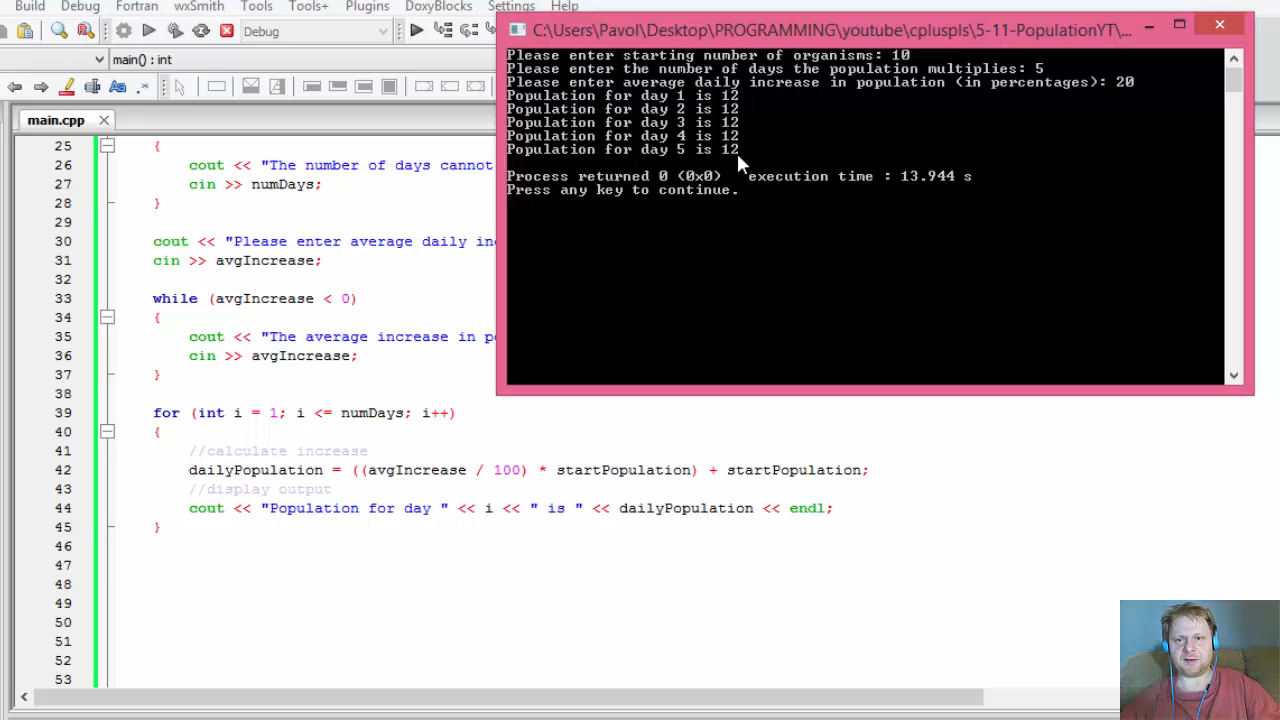 Build Debug Fortran wxSmith Tools Tools+ Plugins DoxyBlocks Settings Help
Debug
main() : int
main.cpp
25 {
26 cout << "The number of days cannot
27 cin >> numDays;
28 }
29
30 cout << "Please enter average daily in
31 cin >> avgIncrease;
32
33 while (avgIncrease < 0)
34 {
35 cout << "The average increase in po
36 cin >> avgIncrease;
37 }
38
39 for (int i = 1; i <= numDays; i++)
40 {
41 //calculate increase
42 dailyPopulation = ((avgIncrease / 100) * startPopulation) + startPopulation;
43 //display output
44 cout << "Population for day " << i << " is " << dailyPopulation << endl;
45 }
46
47
48
49
50
51
52
53
C:\Users\Pavol\Desktop\PROGRAMMING\youtube\cpluspls\5-11-PopulationYT\...
Please enter starting number of organisms: 10
Please enter the number of days the population multiplies: 5
Please enter average daily increase in population (in percentages): 20
Population for day 1 is 12
Population for day 2 is 12
Population for day 3 is 12
Population for day 4 is 12
Population for day 5 is 12
Process returned 0 (0x0) execution time : 13.944 s
Press any key to continue.